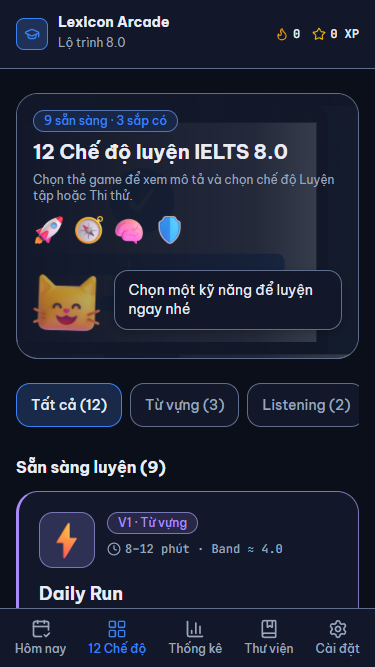 Lexicon Arcade
Lộ trình 8.0
0
0 XP
9 sẵn sàng · 3 sắp có
12 Chế độ luyện IELTS 8.0
Chọn thẻ game để xem mô tả và chọn chế độ Luyện
tập hoặc Thi thử.
Chọn một kỹ năng để luyện
ngay nhé
Tất cả (12)
Từ vựng (3)
Listening (2)
Sẵn sàng luyện (9)
V1 · Từ vựng
8–12 phút · Band ≈ 4.0
Daily Run
Hôm nay
12 Chế độ
Thống kê
Thư viện
Cài đặt